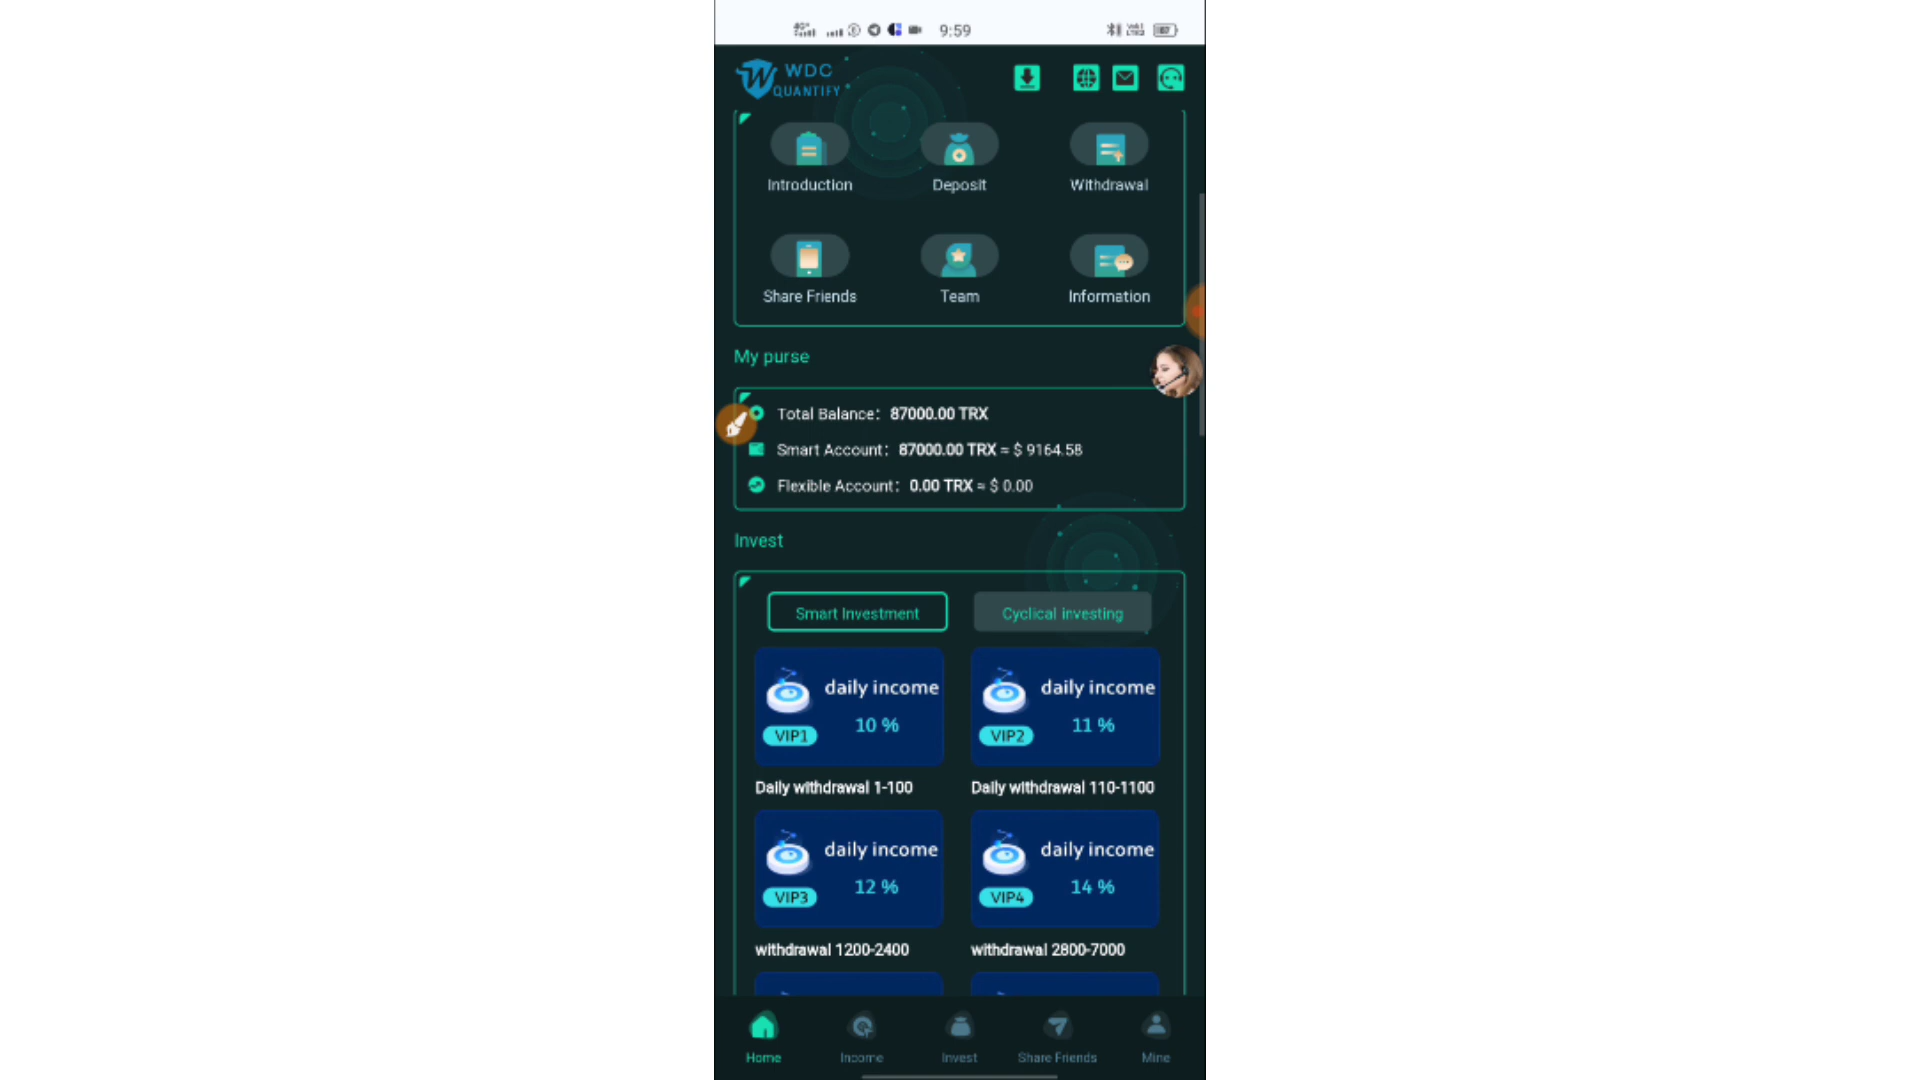 9:59
WDC
QUANTIFY
Introduction Deposit Withdrawal
Share Friends Team Information
My purse
Total Balance: 87000.00 TRX
Smart Account: 87000.00 TRX ≈ $ 9164.58
Flexible Account: 0.00 TRX ≈ $ 0.00
Invest
Smart Investment Cyclical investing
daily income daily income
10 % 11 %
VIP1 VIP2
Daily withdrawal 1-100 Daily withdrawal 110-1100
daily income daily income
12 % 14 %
VIP3 VIP4
withdrawal 1200-2400 withdrawal 2800-7000
Home Income Invest Share Friends Mine